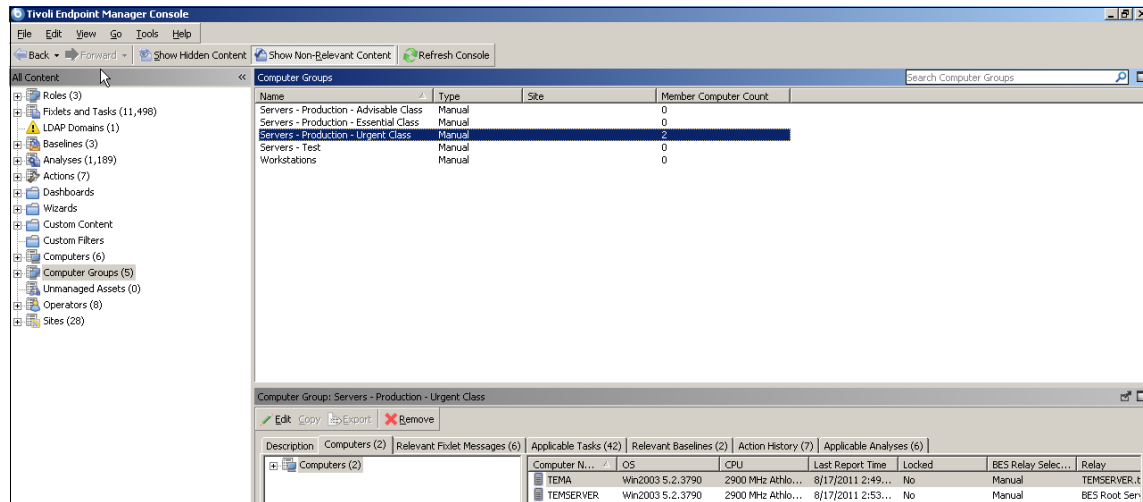 Tivoli Endpoint Manager Console
File Edit View Go Tools Help
Back Forward Show Hidden Content Show Non-Relevant Content Refresh Console
All Content «
Computer Groups Search Computer Groups
Roles (3)
Fixlets and Tasks (11,498)
LDAP Domains (1)
Baselines (3)
Analyses (1,189)
Actions (7)
Dashboards
Wizards
Custom Content
Custom Filters
Computers (6)
Computer Groups (5)
Unmanaged Assets (0)
Operators (8)
Sites (28)
Name Type Site Member Computer Count
Servers - Production - Advisable Class Manual 0
Servers - Production - Essential Class Manual 0
Servers - Production - Urgent Class Manual 2
Servers - Test Manual 0
Workstations Manual 0
Computer Group: Servers - Production - Urgent Class
Edit Copy Export Remove
Description Computers (2) Relevant Fixlet Messages (6) Applicable Tasks (42) Relevant Baselines (2) Action History (7) Applicable Analyses (6)
Computers (2)
Computer N... OS CPU Last Report Time Locked BES Relay Selec... Relay
TEMA Win2003 5.2.3790 2900 MHz Athlo... 8/17/2011 2:49... No Manual TEMSERVER.
TEMSERVER Win2003 5.2.3790 2900 MHz Athlo... 8/17/2011 2:53... No Manual BES Root Ser